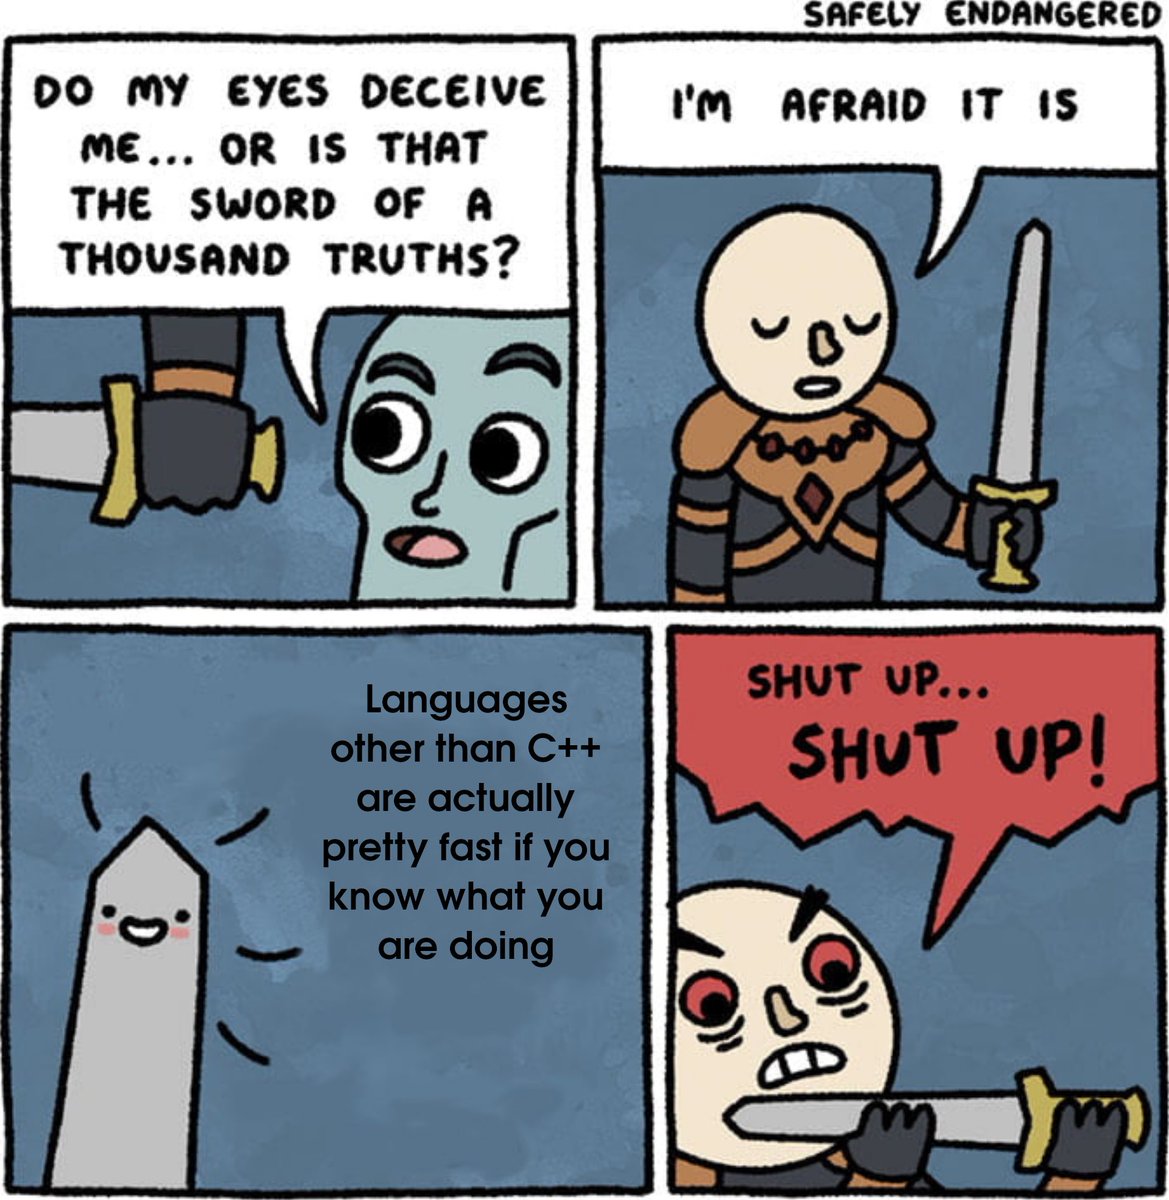 SAFELY ENDANGERED
DO MY EYES DECEIVE
ME... OR IS THAT
THE SWORD OF A
THOUSAND TRUTHS?
I'M AFRAID IT IS
Languages
other than C++
are actually
pretty fast if you
know what you
are doing
SHUT UP...
SHUT UP!